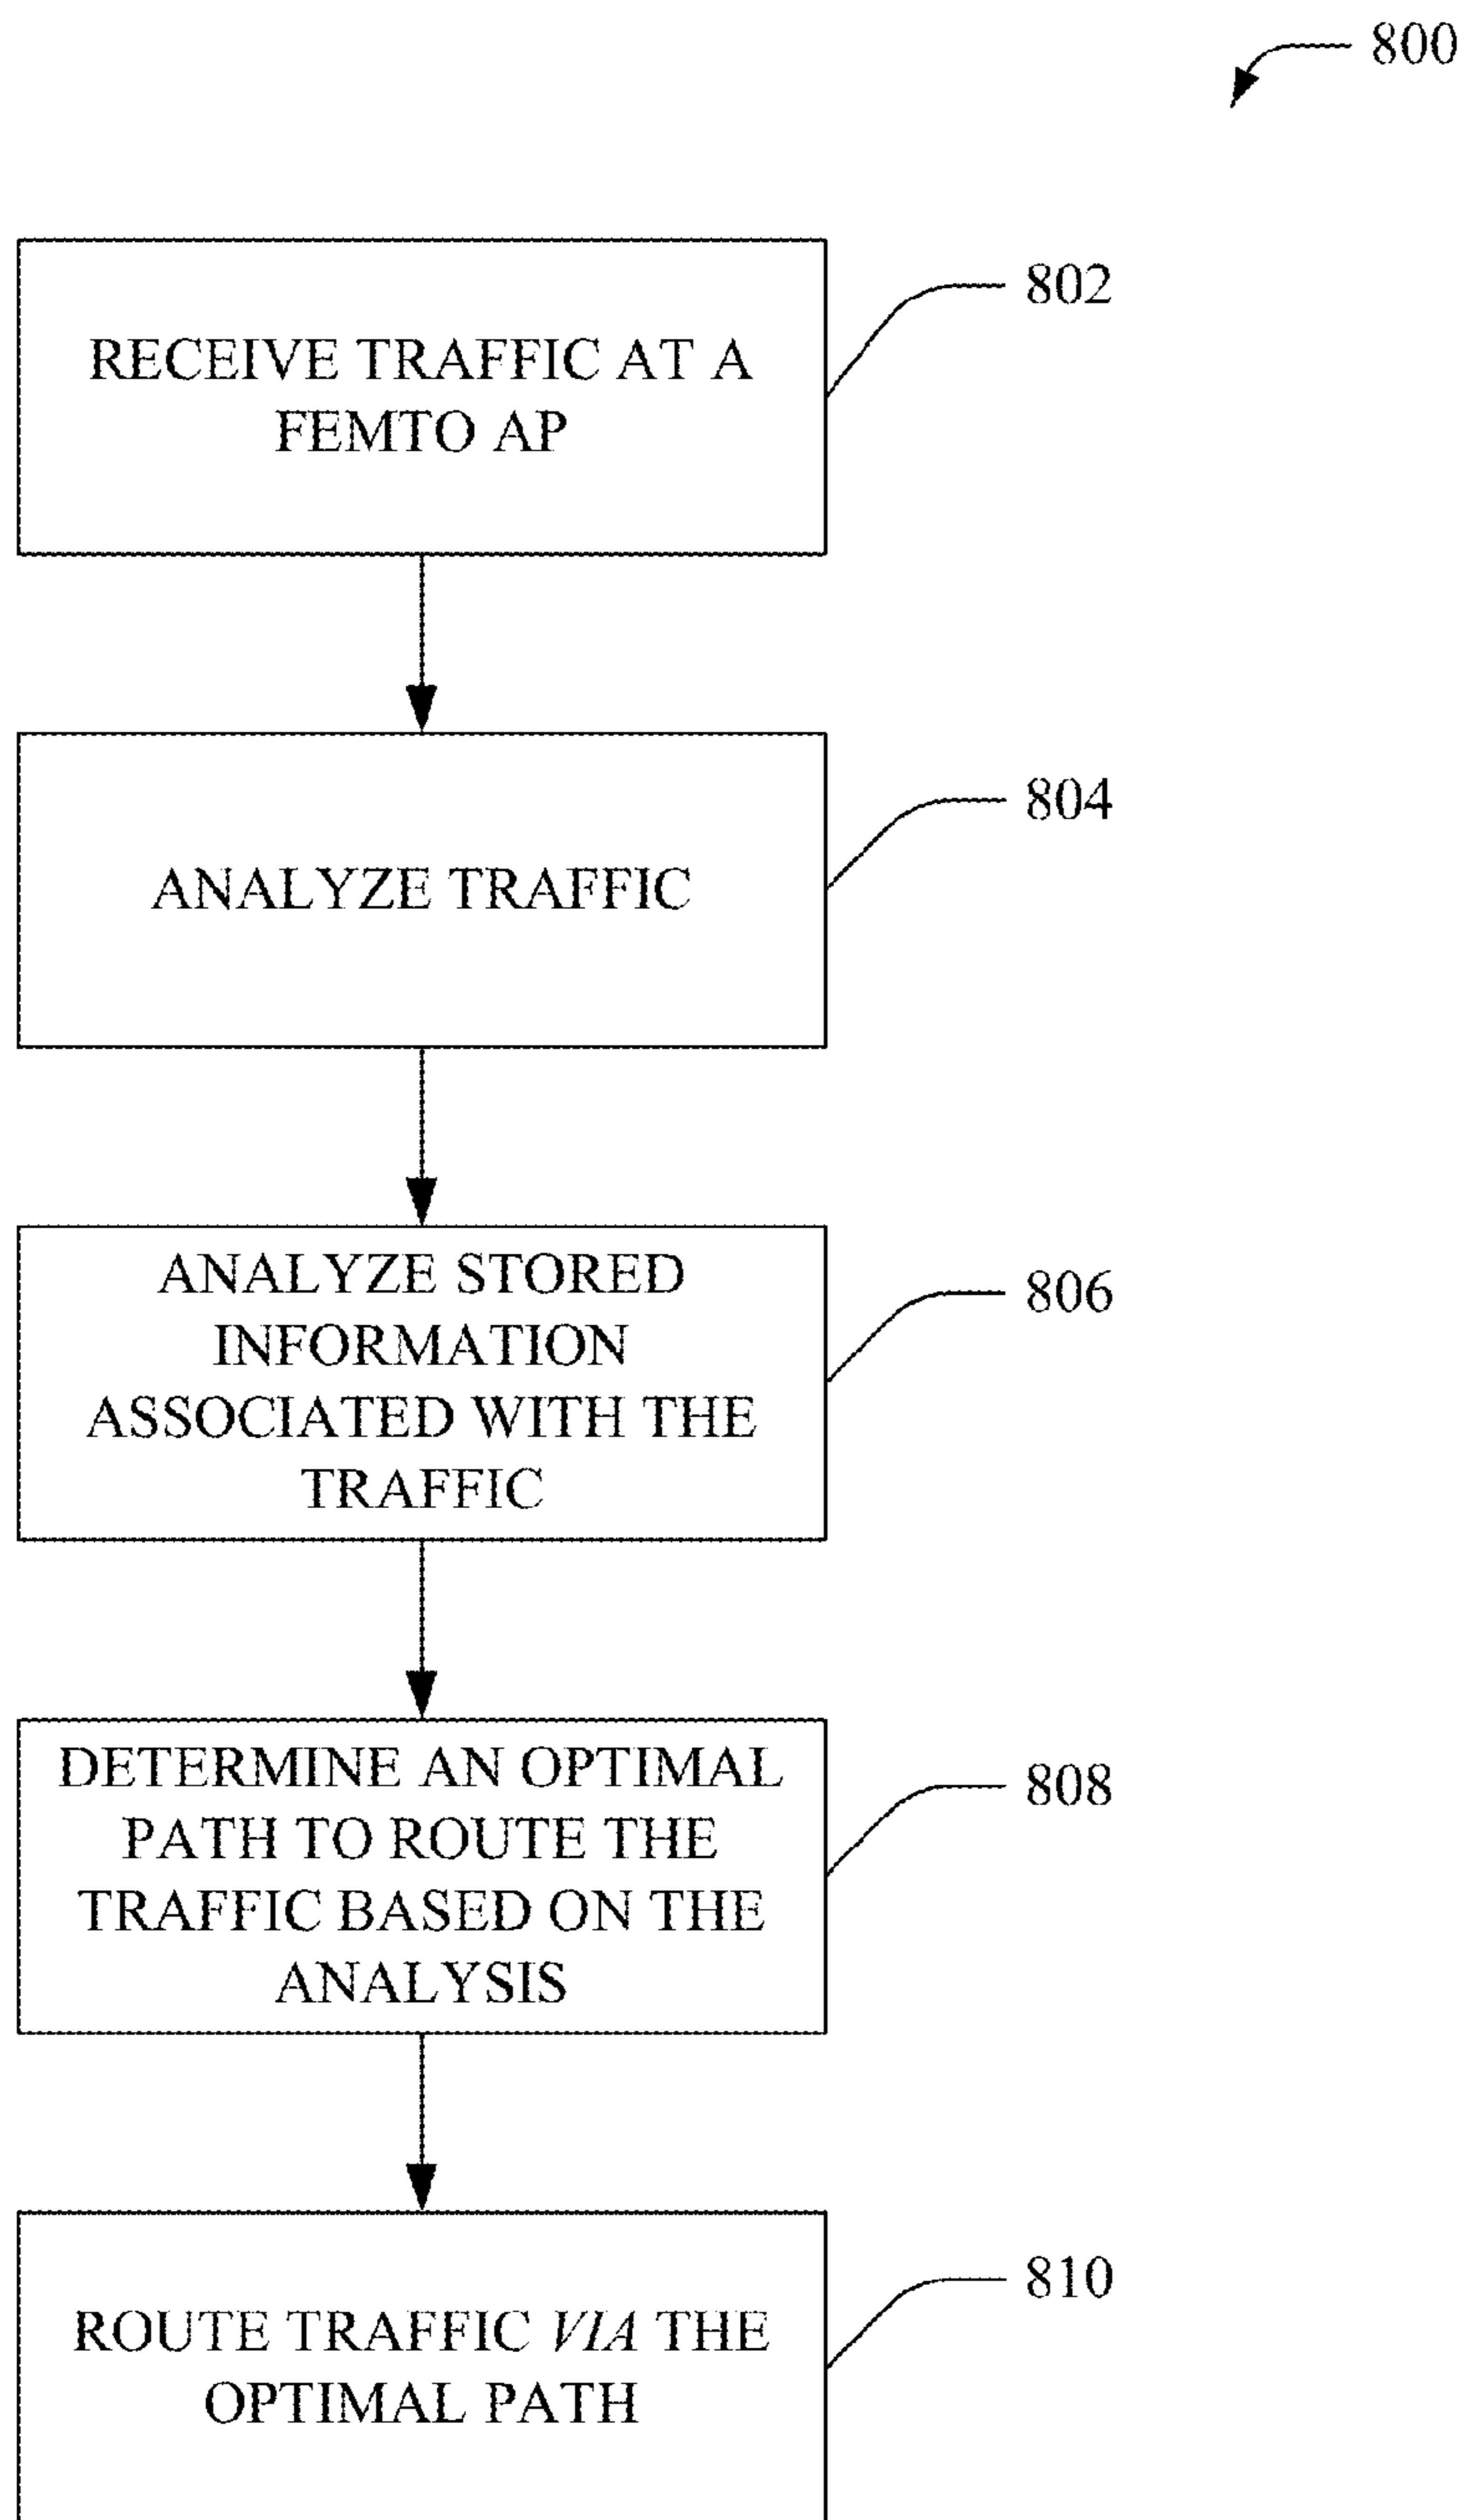 800
RECEIVE TRAFFIC AT A
FEMTO AP
802
ANALYZE TRAFFIC
804
ANALYZE STORED
INFORMATION
ASSOCIATED WITH THE
TRAFFIC
806
DETERMINE AN OPTIMAL
PATH TO ROUTE THE
TRAFFIC BASED ON THE
ANALYSIS
808
ROUTE TRAFFIC VIA THE
OPTIMAL PATH
810